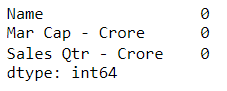 Name 0
Mar Cap - Crore 0
Sales Qtr - Crore 0
dtype: int64